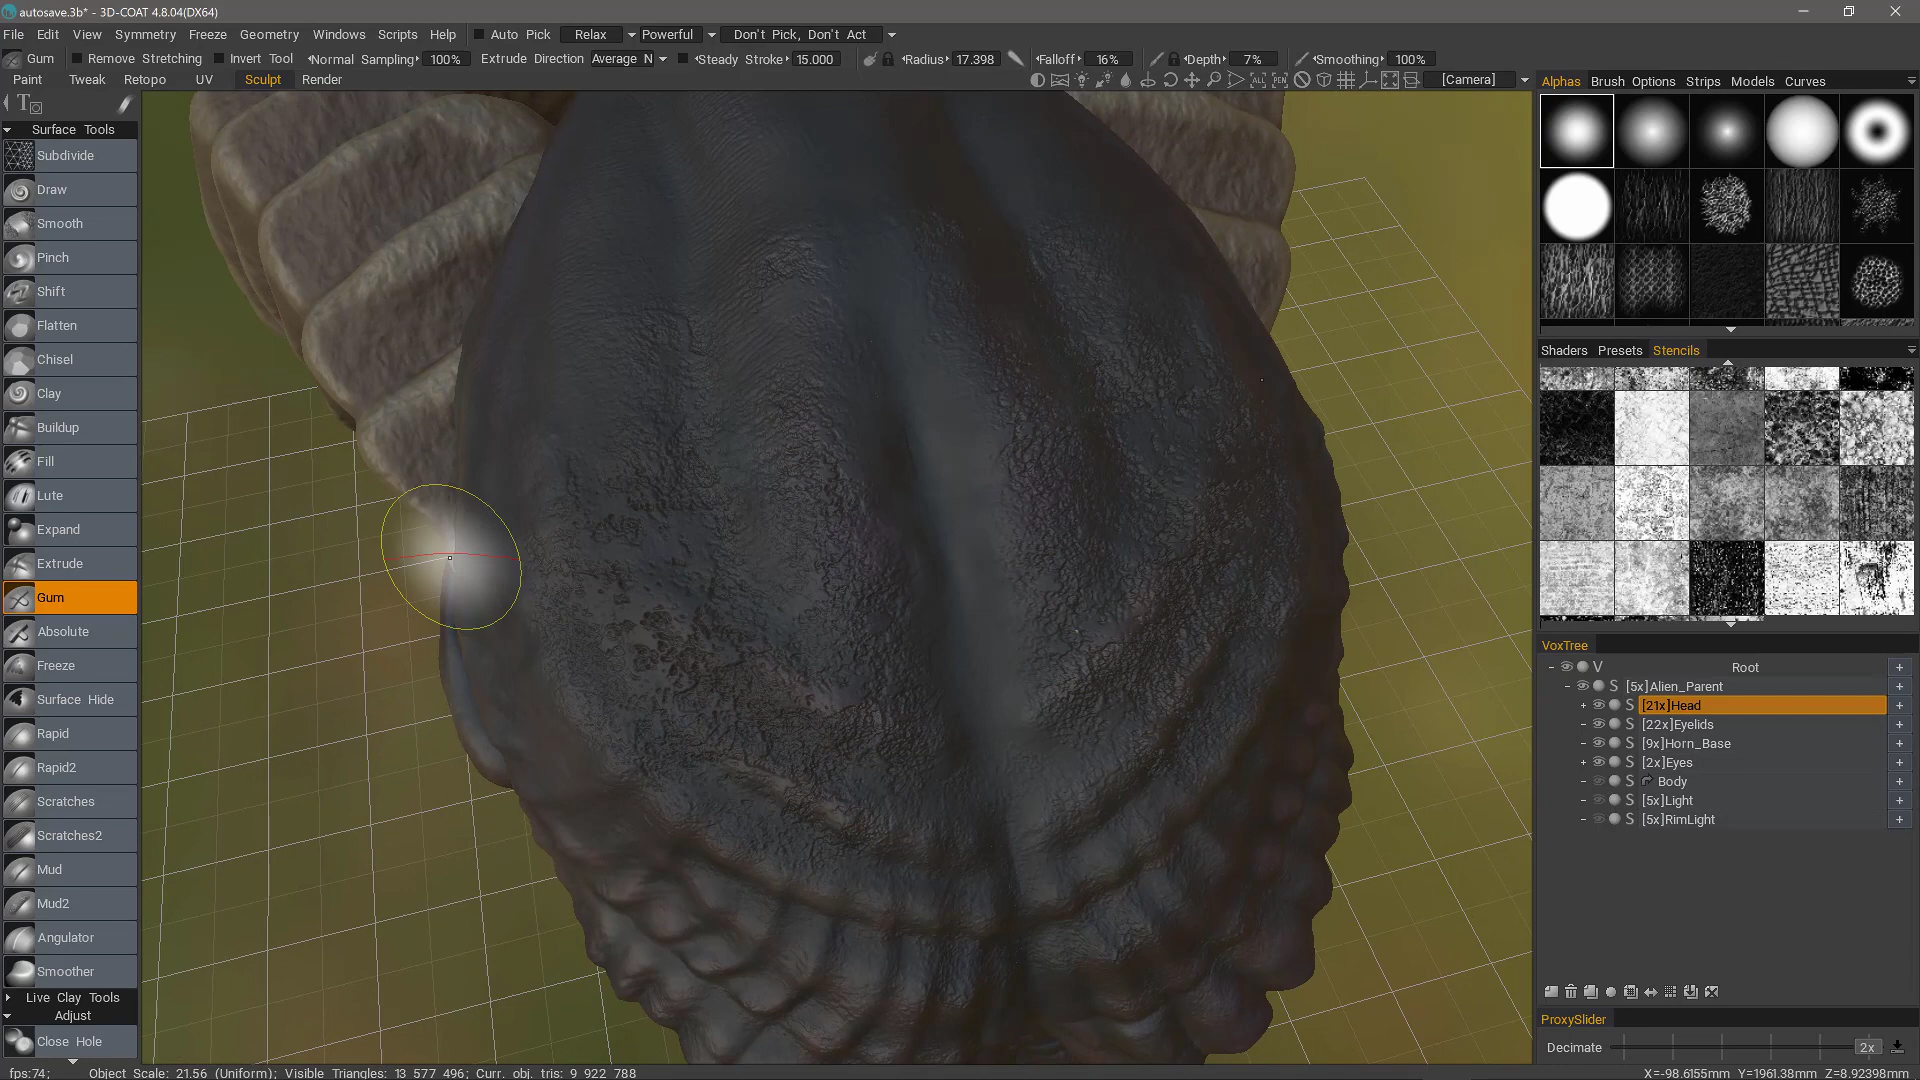 autosave.3b* - 3D-COAT 4.8.04(DX64)
File Edit View Symmetry Freeze Geometry Windows Scripts Help Auto Pick Relax Powerful Don't Pick, Don't Act
Gum Remove Stretching Invert Tool Normal Sampling 100% Extrude Direction Average N Steady Stroke 15.000 Radius 17.398 Falloff 16% Depth 7% Smoothing 100%
Paint Tweak Retopo UV Sculpt Render [Camera]
Surface Tools
Subdivide
Draw
Smooth
Pinch
Shift
Flatten
Chisel
Clay
Buildup
Fill
Lute
Expand
Extrude
Gum
Absolute
Freeze
Surface Hide
Rapid
Rapid2
Scratches
Scratches2
Mud
Mud2
Angulator
Smoother
Live Clay Tools
Adjust
Close Hole
Alphas Brush Options Strips Models Curves
Shaders Presets Stencils
VoxTree
V Root +
S [5x]Alien_Parent +
+ S [21x]Head +
- S [22x]Eyelids +
- S [9x]Horn_Base +
+ S [2x]Eyes +
- S Body +
- S [5x]Light +
- S [5x]RimLight +
ProxySlider
Decimate 2x
fps:74; Object Scale: 21.56 (Uniform); Visible Triangles: 13 577 496; Curr. obj. tris: 9 922 788 X=-98.6155mm Y=1961.38mm Z=8.92398mm